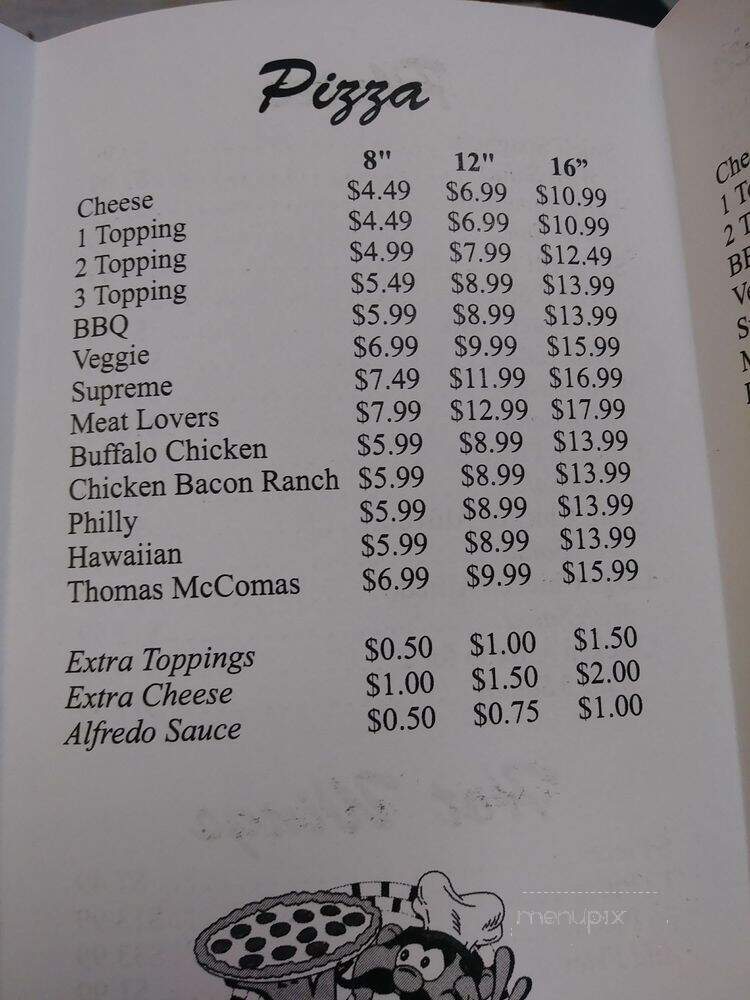 Pizza
8" 12" 16”
Cheese $4.49 $6.99 $10.99
1 Topping $4.49 $6.99 $10.99
2 Topping $4.99 $7.99 $12.49
3 Topping $5.49 $8.99 $13.99
BBQ $5.99 $8.99 $13.99
Veggie $6.99 $9.99 $15.99
Supreme $7.49 $11.99 $16.99
Meat Lovers $7.99 $12.99 $17.99
Buffalo Chicken $5.99 $8.99 $13.99
Chicken Bacon Ranch $5.99 $8.99 $13.99
Philly $5.99 $8.99 $13.99
Hawaiian $5.99 $8.99 $13.99
Thomas McComas $6.99 $9.99 $15.99
Extra Toppings $0.50 $1.00 $1.50
Extra Cheese $1.00 $1.50 $2.00
Alfredo Sauce $0.50 $0.75 $1.00
menupix